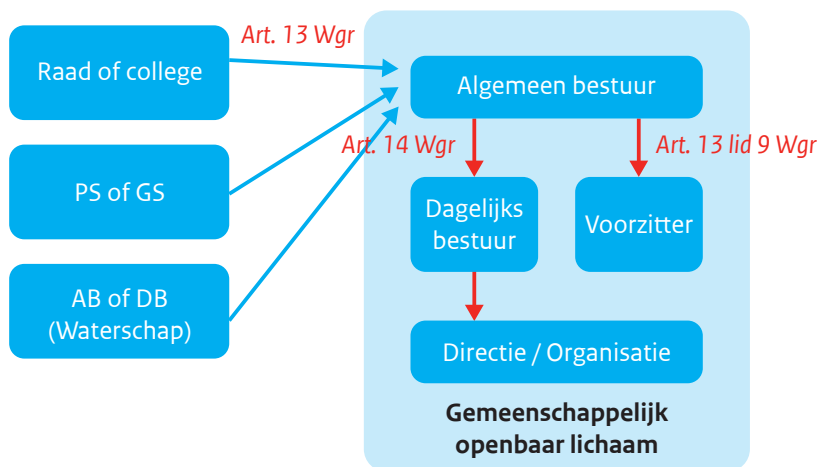 Art. 13 Wgr
Raad of college
Algemeen bestuur
Art. 14 Wgr
Art. 13 lid 9 Wgr
PS of GS
Dagelijks
bestuur
Voorzitter
AB of DB
(Waterschap)
Directie / Organisatie
Gemeenschappelijk
openbaar lichaam